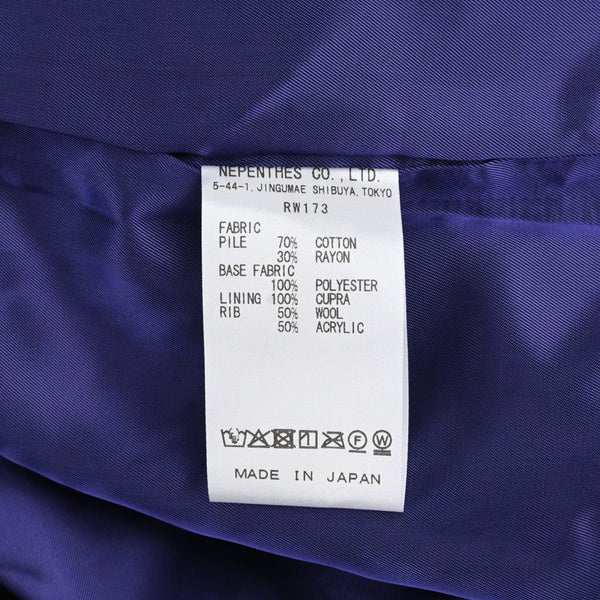 NEPENTHES CO.,LTD.
5-44-1, JINGUMAE SHIBUYA, TOKYO
RW173
FABRIC
PILE 70% COTTON
30% RAYON
BASE FABRIC
100% POLYESTER
LINING 100% CUPRA
RIB 50% WOOL
50% ACRYLIC
F W
MADE IN JAPAN